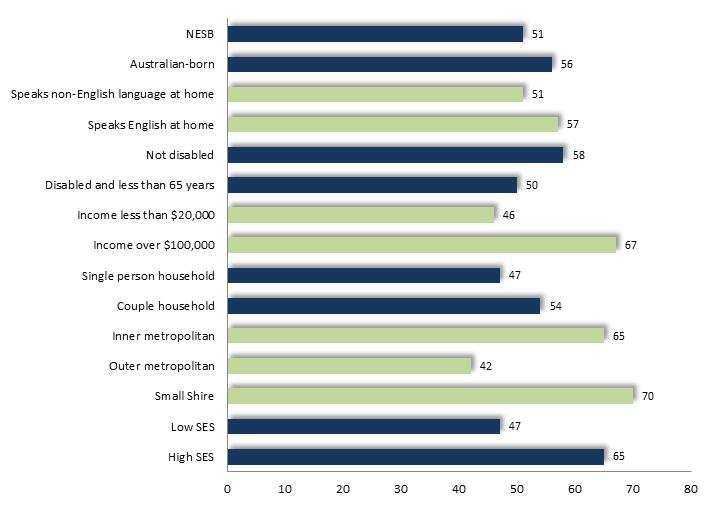 NESB 51
Australian-born 56
Speaks non-English language at home 51
Speaks English at home 57
Not disabled 58
Disabled and less than 65 years 50
Income less than $20,000 46
Income over $100,000 67
Single person household 47
Couple household 54
Inner metropolitan 65
Outer metropolitan 42
Small Shire 70
Low SES 47
High SES 65
0 10 20 30 40 50 60 70 80